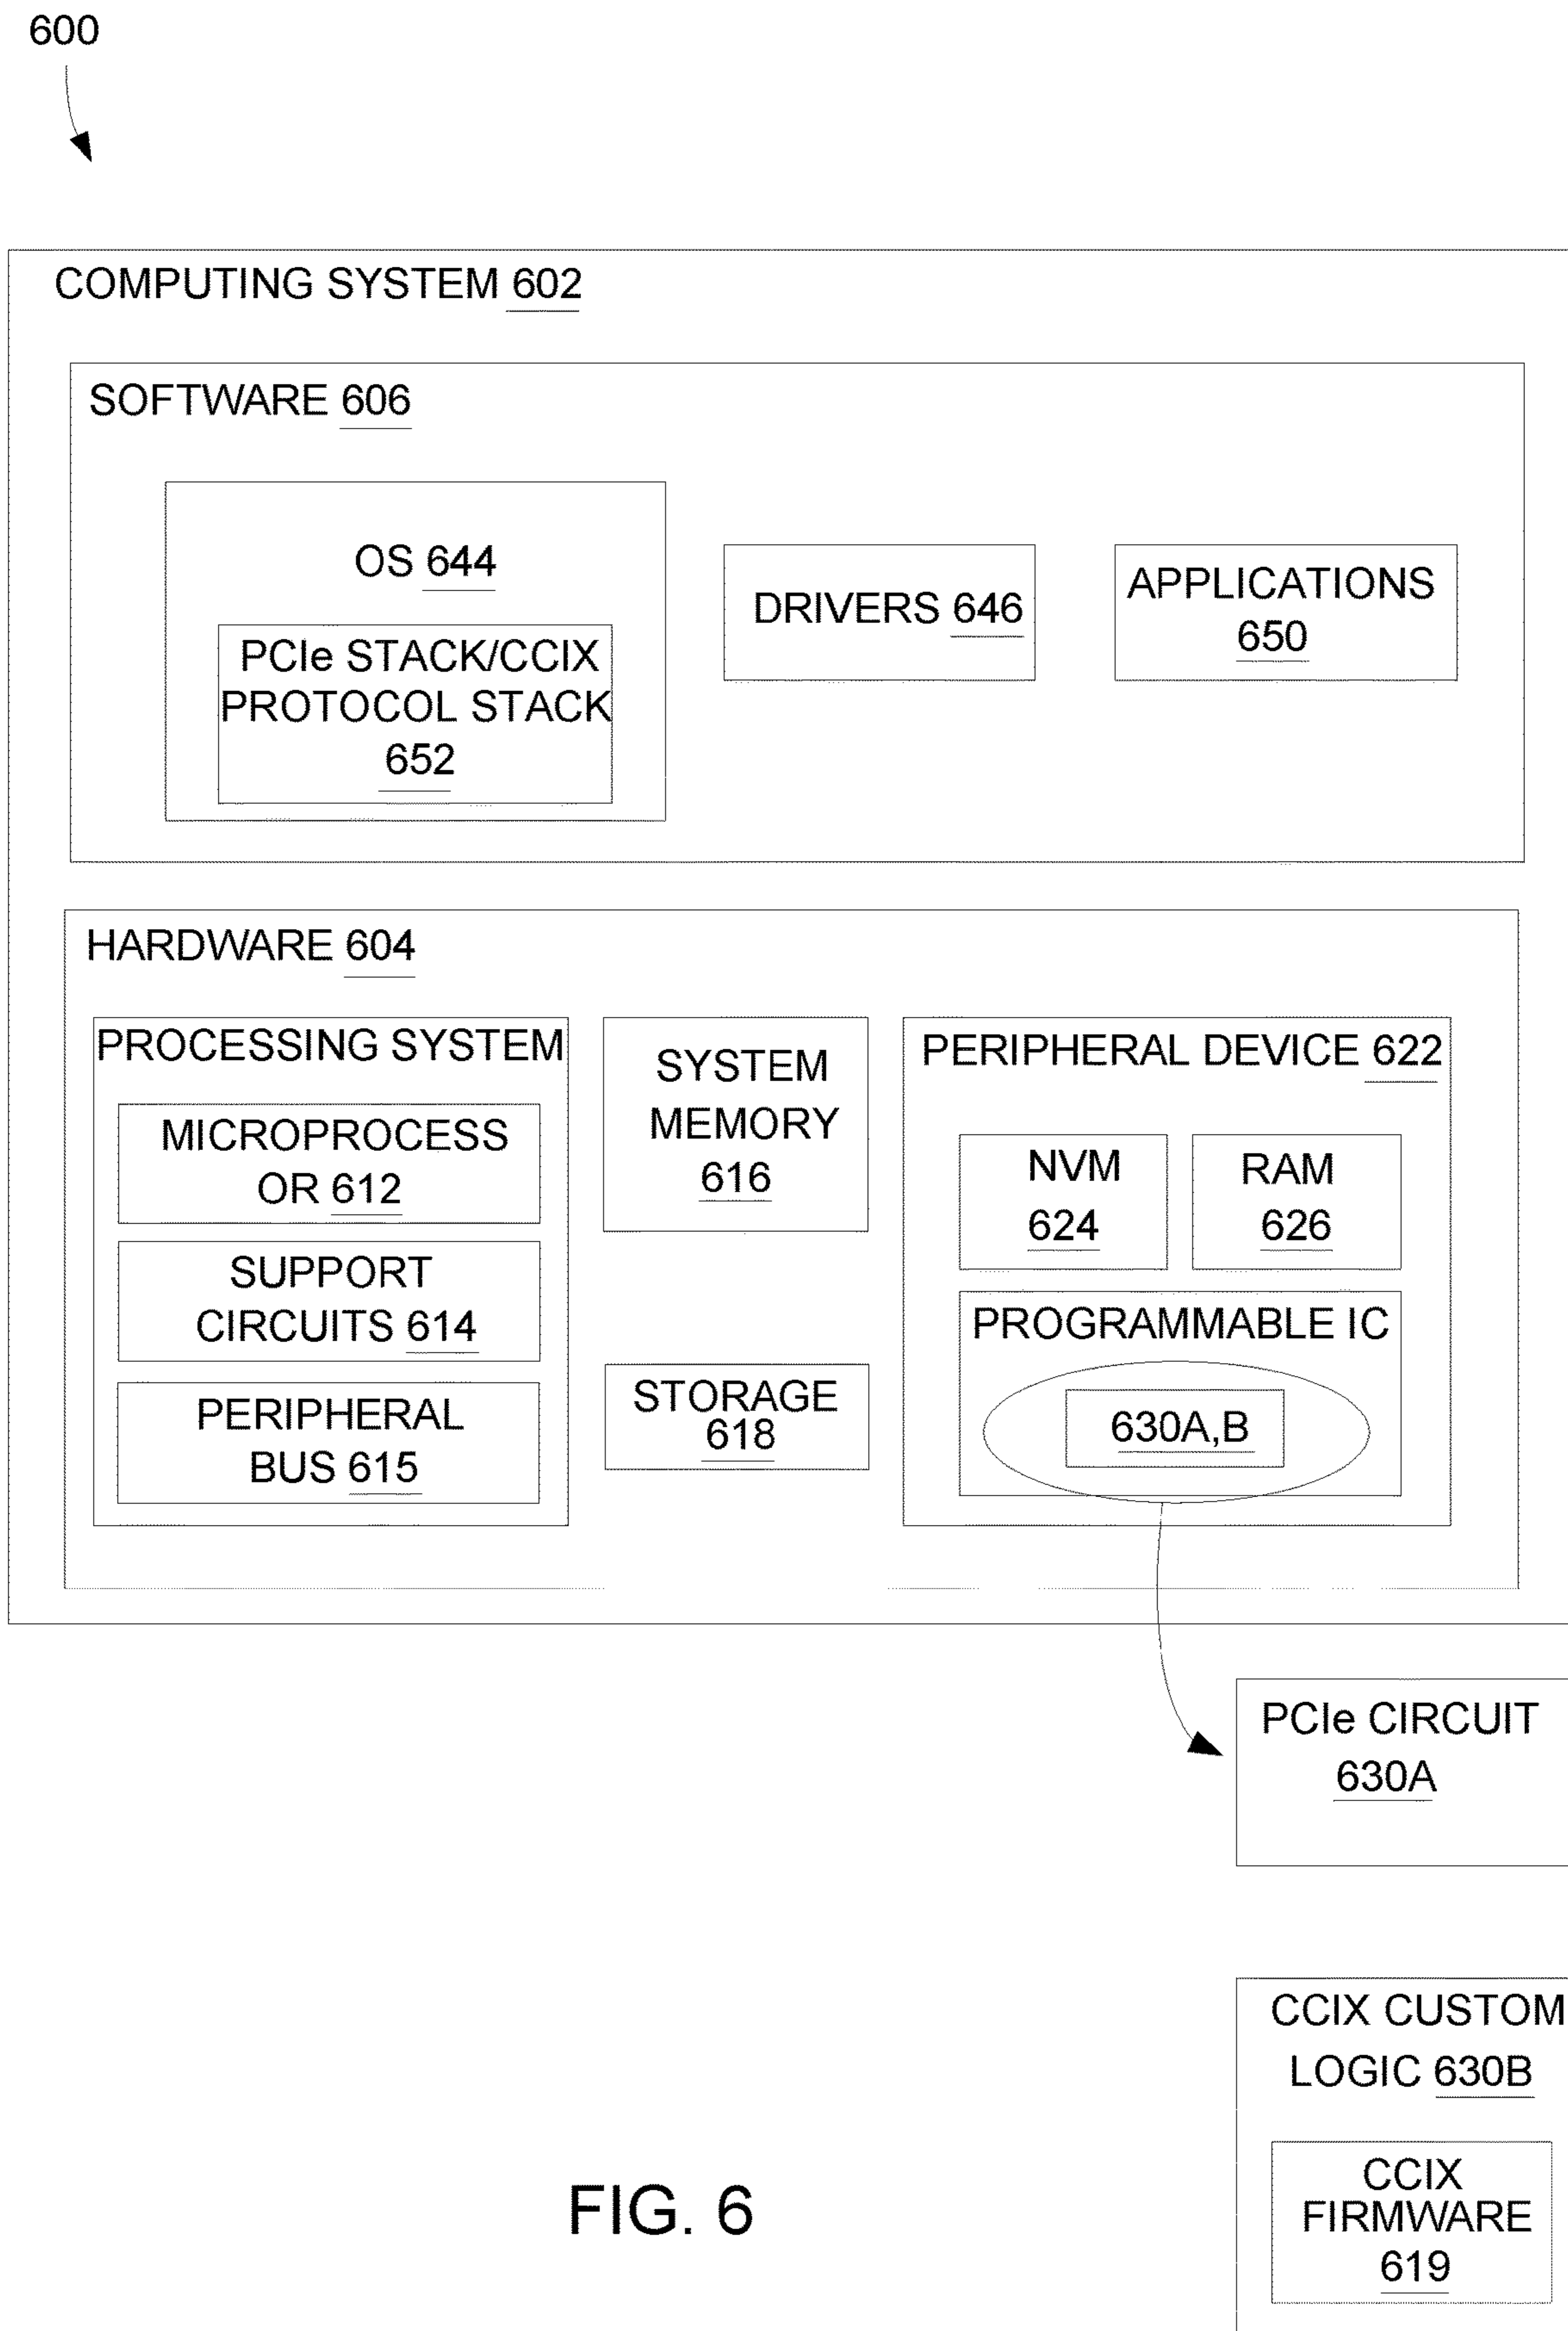 600
COMPUTING SYSTEM 602
SOFTWARE 606
OS 644
PCIe STACK/CCIX
PROTOCOL STACK
652
DRIVERS 646
APPLICATIONS
650
HARDWARE 604
PROCESSING SYSTEM
MICROPROCESS
OR 612
SUPPORT
CIRCUITS 614
PERIPHERAL
BUS 615
SYSTEM
MEMORY
616
STORAGE
618
PERIPHERAL DEVICE 622
NVM
624
RAM
626
PROGRAMMABLE IC
630A,B
PCIe CIRCUIT
630A
CCIX CUSTOM
LOGIC 630B
CCIX
FIRMWARE
619
FIG. 6